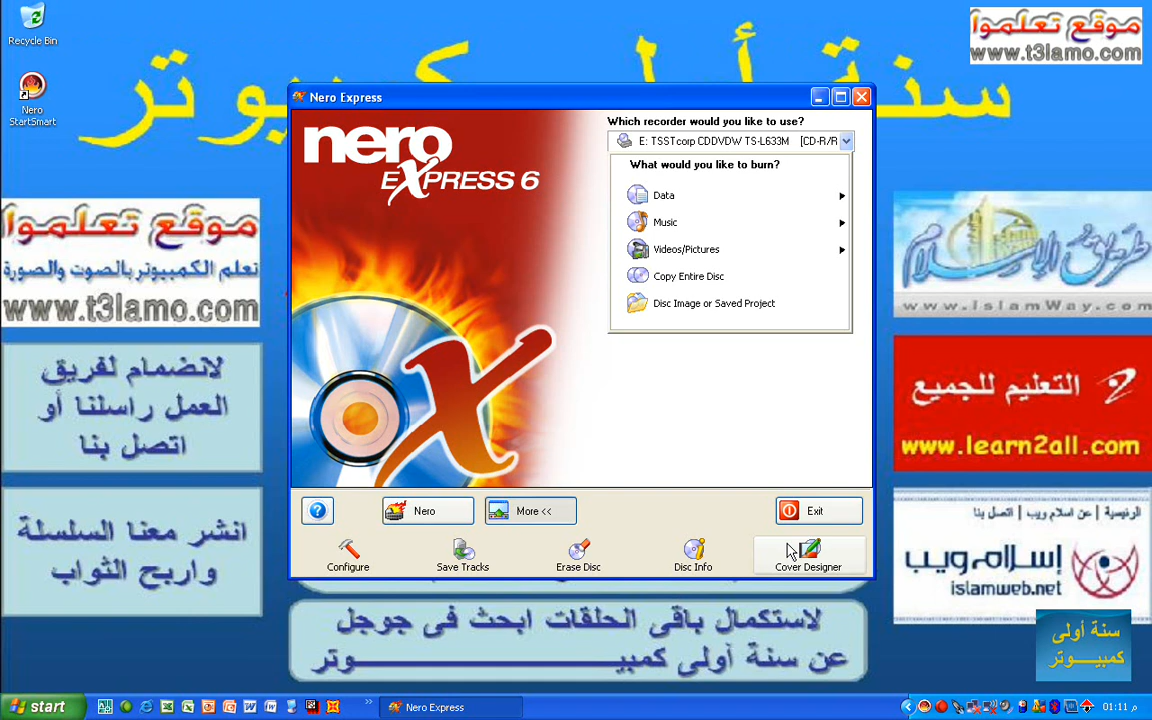 Recycle Bin
Nero
StartSmart
سنة أولى كمبيوتر
موقع تعلموا
www.t3lamo.com
Nero Express
nero
EXPRESS 6
Which recorder would you like to use?
E: TSSTcorp CDDVDW TS-L633M [CD-R/R
What would you like to burn?
Data
Music
Videos/Pictures
Copy Entire Disc
Disc Image or Saved Project
Nero
More <<
Exit
Configure
Save Tracks
Erase Disc
Disc Info
Cover Designer
موقع تعلموا
تعلم الكمبيوتر بالصوت والصورة
www.t3lamo.com
لانضمام لفريق
العمل راسلنا أو
اتصل بنا
انشر معنا السلسلة
واربح الثواب
طريق الإسلام
www.IslamWay.com
التعليم للجميع
www.learn2all.com
الرئيسية | عن اسلام ويب | اتصل بنا
إسلام ويب
islamweb.net
سنة أولى
كمبيـــوتر
لاستكمال باقى الحلقات ابحث فى جوجل
عن سنة أولى كمبيــــــــــــــــــــــــوتر
start
Nero Express
01:11 م